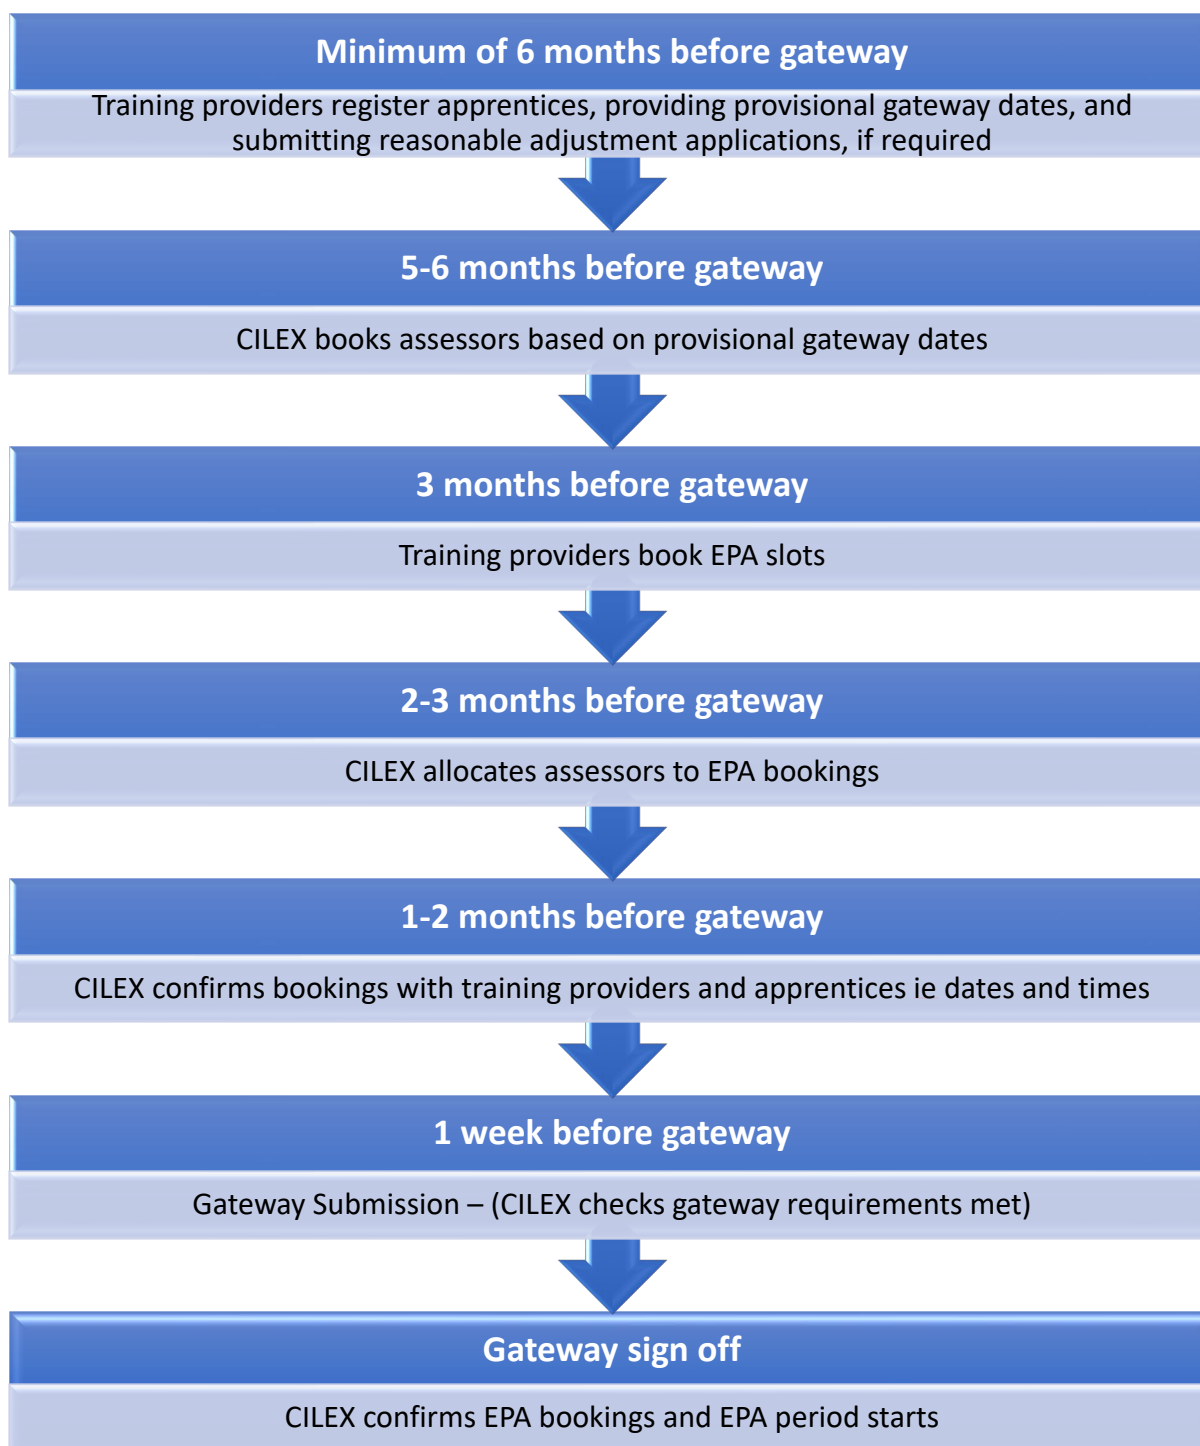 Minimum of 6 months before gateway
Training providers register apprentices, providing provisional gateway dates, and
submitting reasonable adjustment applications, if required
5-6 months before gateway
CILEX books assessors based on provisional gateway dates
3 months before gateway
Training providers book EPA slots
2-3 months before gateway
CILEX allocates assessors to EPA bookings
1-2 months before gateway
CILEX confirms bookings with training providers and apprentices ie dates and times
1 week before gateway
Gateway Submission – (CILEX checks gateway requirements met)
Gateway sign off
CILEX confirms EPA bookings and EPA period starts